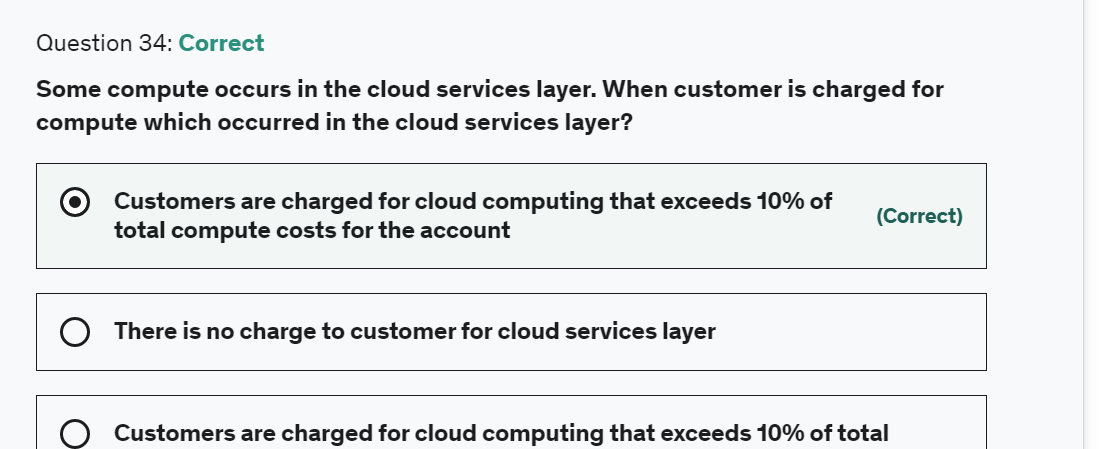 Question 34: Correct
Some compute occurs in the cloud services layer. When customer is charged for
compute which occurred in the cloud services layer?
Customers are charged for cloud computing that exceeds 10% of
total compute costs for the account
(Correct)
There is no charge to customer for cloud services layer
Customers are charged for cloud computing that exceeds 10% of total